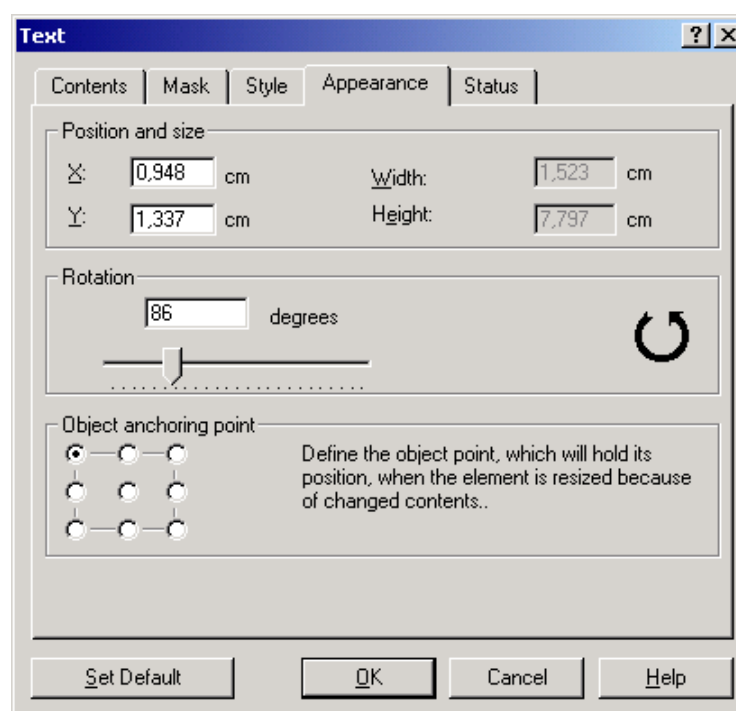 Text
Contents Mask Style Appearance Status
Position and size
X: 0,948 cm Width: 1,523 cm
Y: 1,337 cm Height: 7,797 cm
Rotation
86 degrees
Object anchoring point
Define the object point, which will hold its
position, when the element is resized because
of changed contents..
Set Default OK Cancel Help